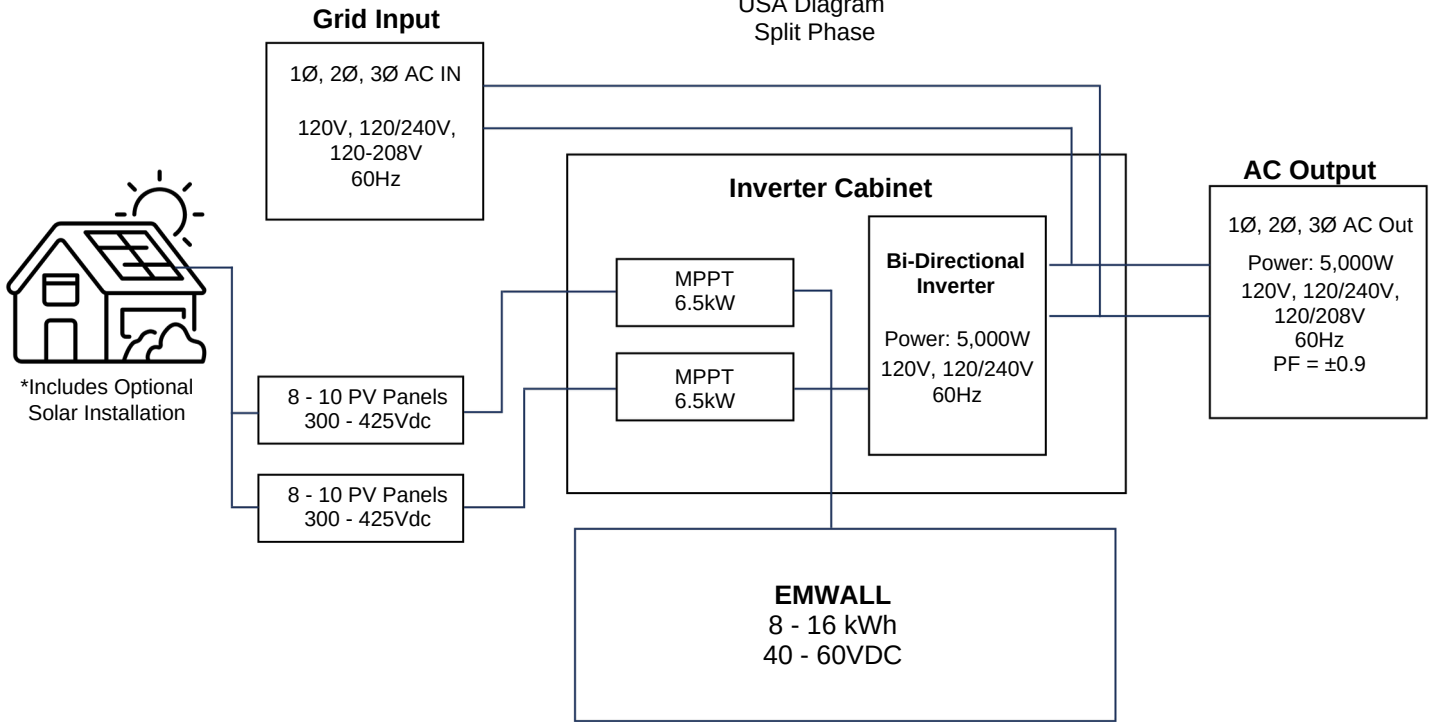 USA Diagram
Split Phase
Grid Input
1Ø, 2Ø, 3Ø AC IN
120V, 120/240V,
120-208V
60Hz
Inverter Cabinet
AC Output
1Ø, 2Ø, 3Ø AC Out
Power: 5,000W
120V, 120/240V,
120/208V
60Hz
PF = ±0.9
Bi-Directional
Inverter
Power: 5,000W
120V, 120/240V
60Hz
MPPT
6.5kW
MPPT
6.5kW
*Includes Optional
Solar Installation
8 - 10 PV Panels
300 - 425Vdc
8 - 10 PV Panels
300 - 425Vdc
EMWALL
8 - 16 kWh
40 - 60VDC